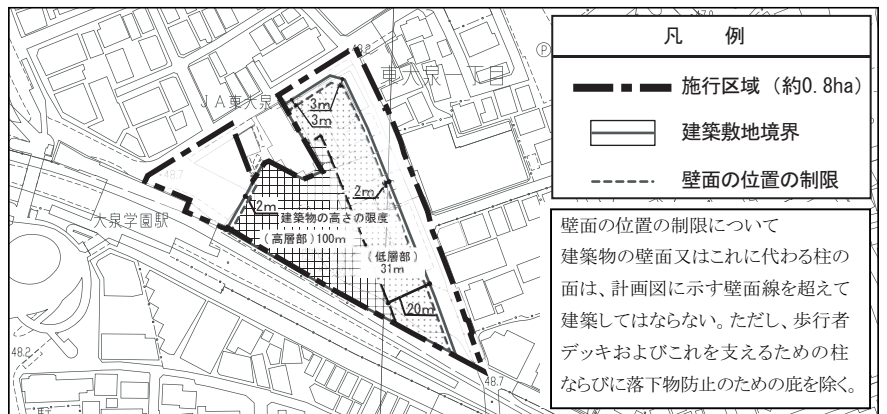 凡　例
施行区域（約0.8ha）
建築敷地境界
壁面の位置の制限
壁面の位置の制限について
建築物の壁面又はこれに代わる柱の
面は、計画図に示す壁面線を超えて
建築してはならない。ただし、歩行者
デッキおよびこれを支えるための柱
ならびに落下物防止のための庇を除く。
東大泉一丁目
JA東大泉
3m
3m
2m
2m
建築物の高さの限度
（高層部）100m
（低層部）
31m
20m
大泉学園駅
48.7
48.7
48.2
P